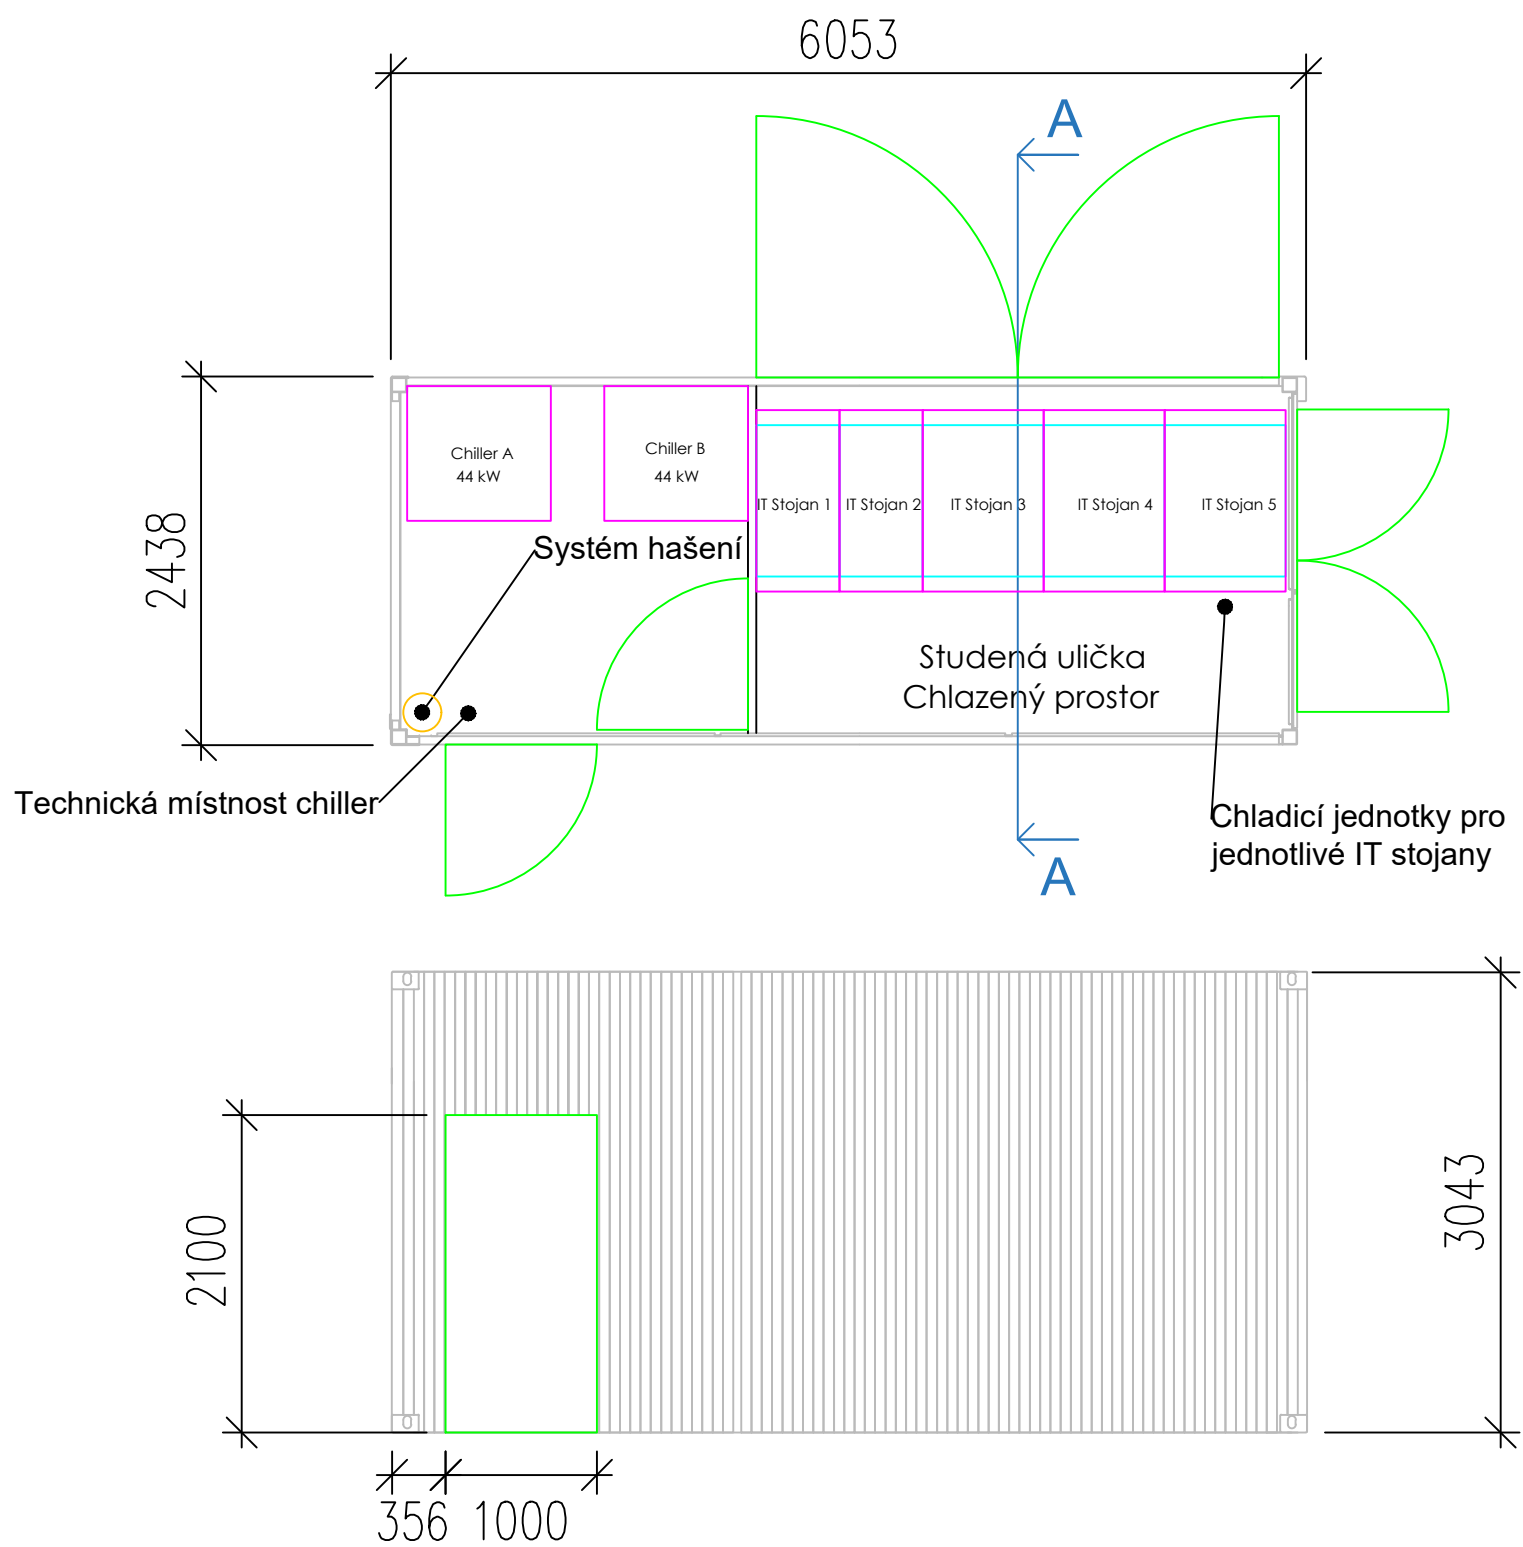 6053
A
2438
Chiller A
44 kW
Chiller B
44 kW
IT Stojan 1
IT Stojan 2
IT Stojan 3
IT Stojan 4
IT Stojan 5
Systém hašení
Studená ulička
Chlazený prostor
Technická místnost chiller
Chladicí jednotky pro
jednotlivé IT stojany
A
2100
3043
356
1000